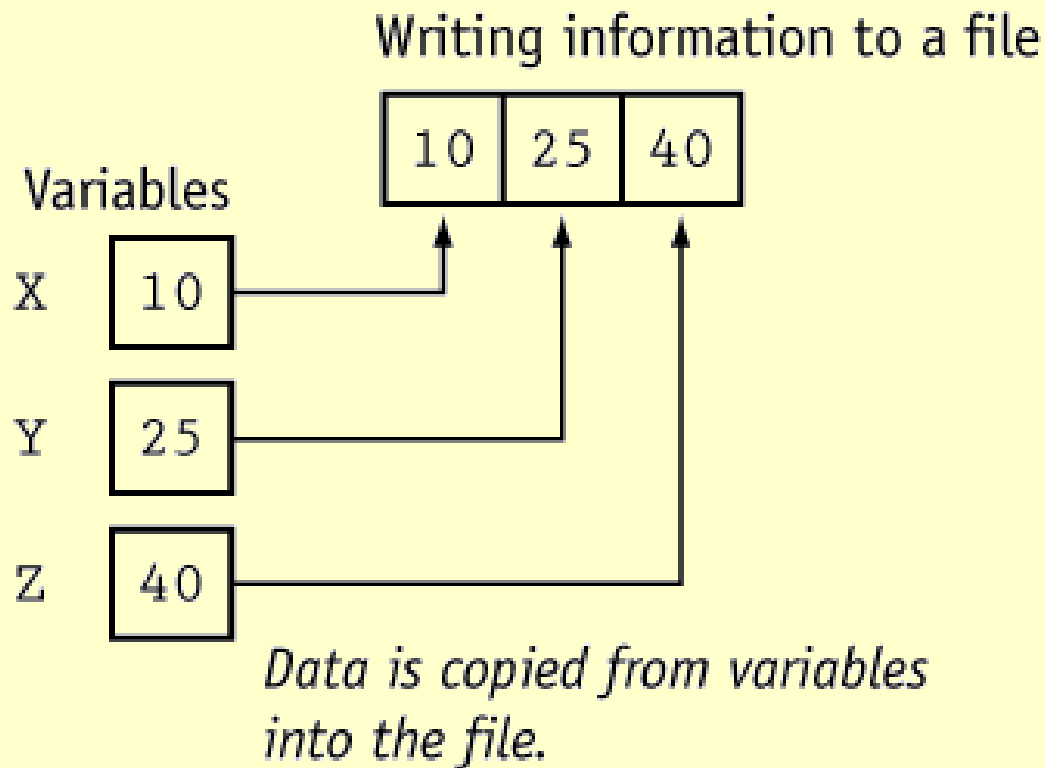 Writing information to a file
10 25 40
Variables
X 10
Y 25
Z 40
Data is copied from variables
into the file.